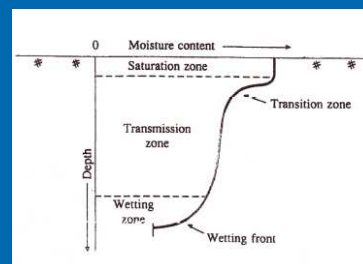 0 Moisture content
Saturation zone
Transition zone
Transmission
zone
Depth
Wetting
zone
Wetting front